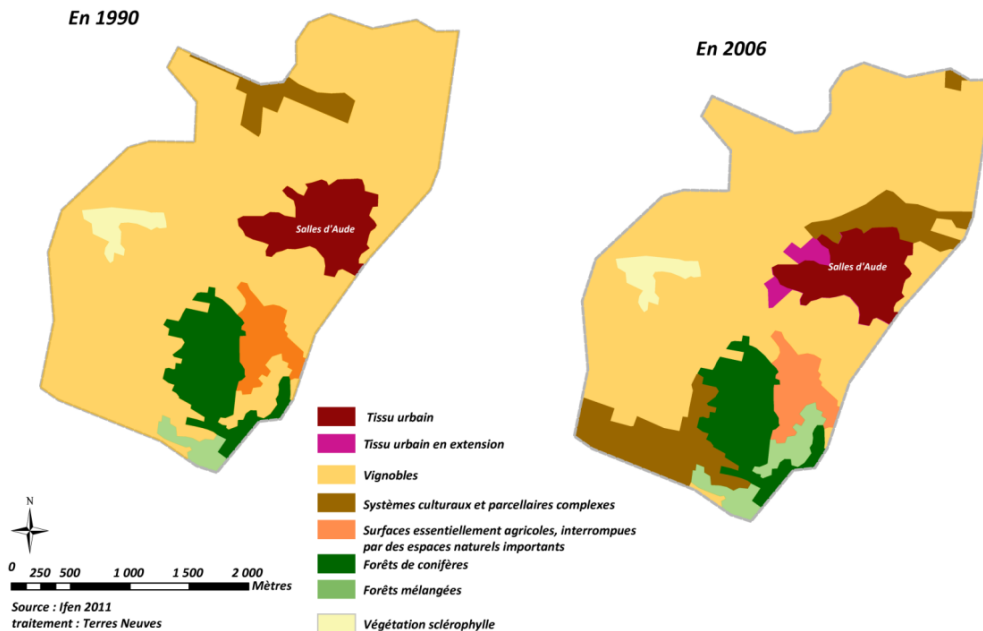 En 1990
En 2006
Salles d'Aude
Salles d'Aude
Tissu urbain
Tissu urbain en extension
Vignobles
Systèmes culturaux et parcellaires complexes
Surfaces essentiellement agricoles, interrompues
par des espaces naturels importants
Forêts de conifères
Forêts mélangées
Végétation sclérophylle
N
0 250 500 1 000 1 500 2 000
Mètres
Source : Ifen 2011
traitement : Terres Neuves